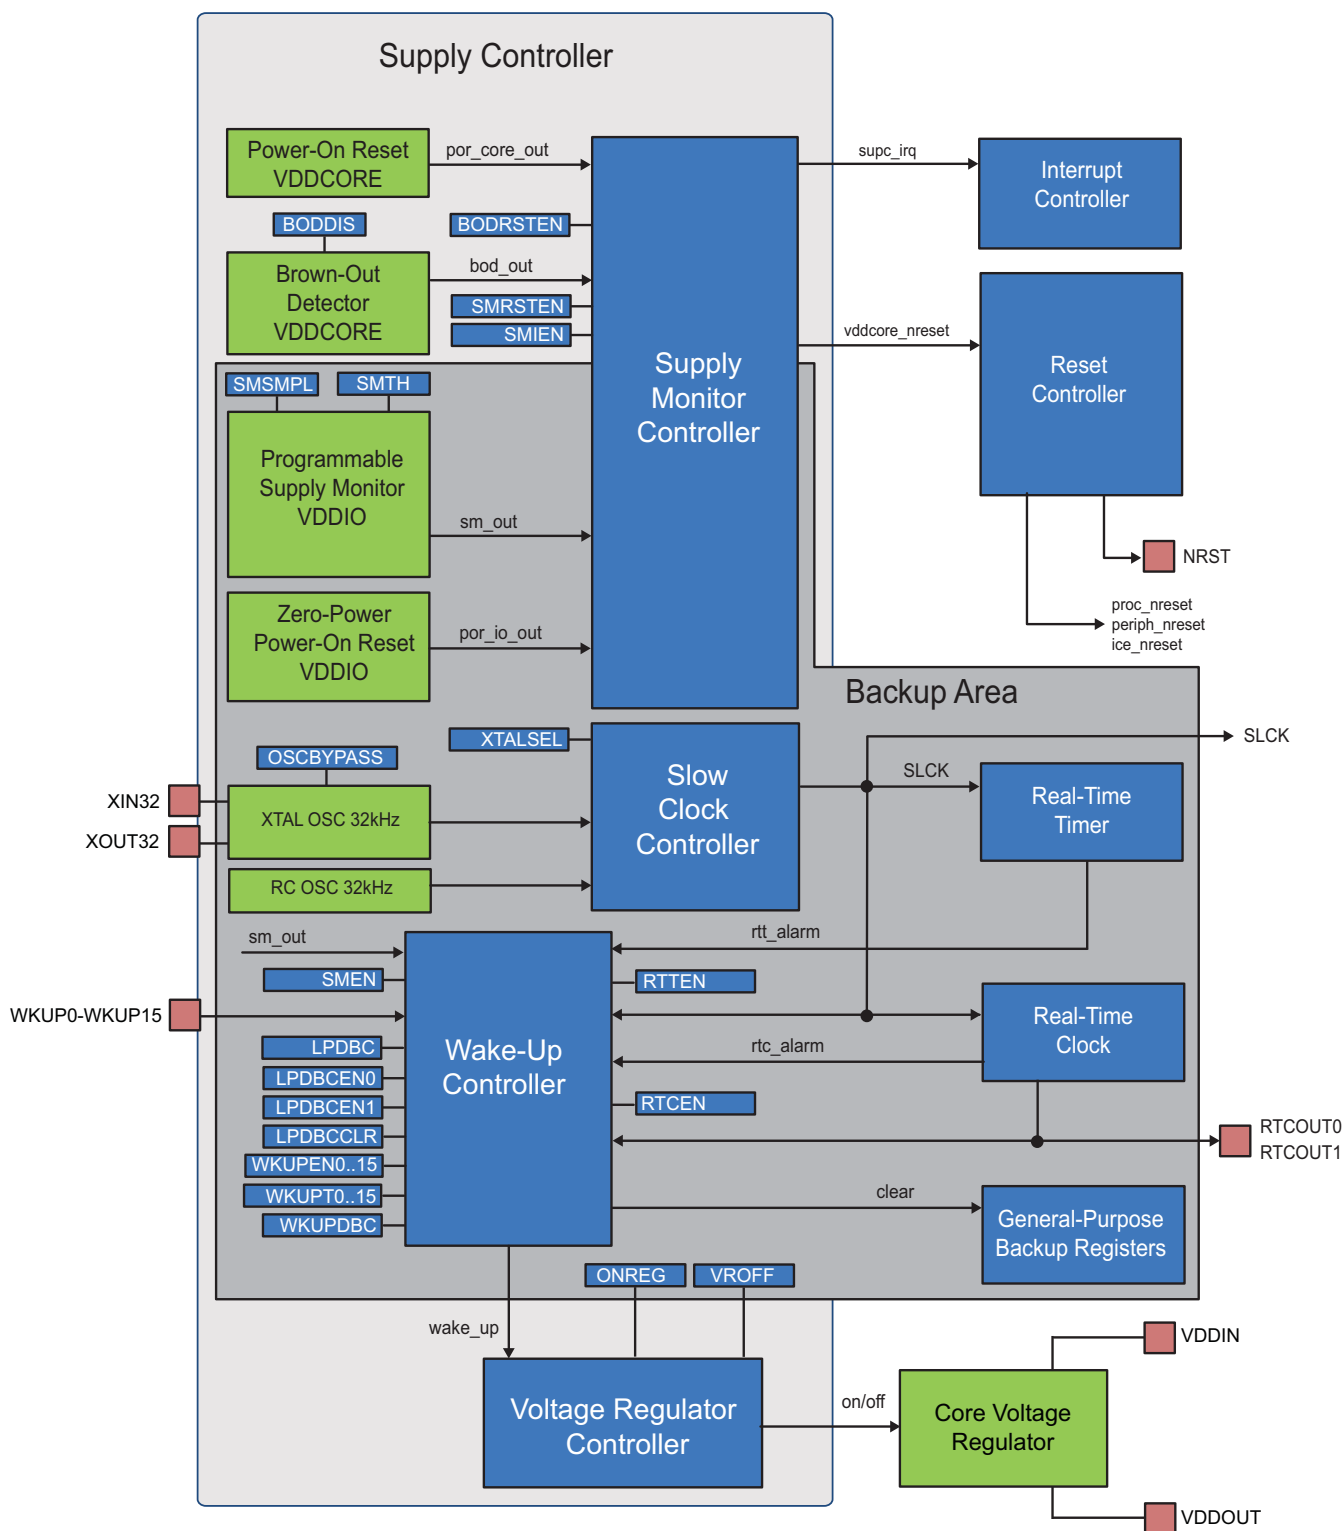 Supply Controller
Power-On Reset
VDDCORE
por_core_out
supc_irq
Interrupt
Controller
BODDIS
BODRSTEN
Brown-Out
Detector
VDDCORE
bod_out
SMRSTEN
SMIEN
vddcore_nreset
Reset
Controller
Supply
Monitor
Controller
SMSMPL
SMTH
Programmable
Supply Monitor
VDDIO
sm_out
NRST
proc_nreset
periph_nreset
ice_nreset
Zero-Power
Power-On Reset
VDDIO
por_io_out
Backup Area
XTALSEL
SLCK
OSCBYPASS
Slow
Clock
Controller
SLCK
Real-Time
Timer
XIN32
XOUT32
XTAL OSC 32kHz
RC OSC 32kHz
sm_out
rtt_alarm
SMEN
RTTEN
WKUP0-WKUP15
Real-Time
Clock
LPDBC
Wake-Up
Controller
rtc_alarm
LPDBCEN0
LPDBCEN1
RTCEN
LPDBCCLR
RTCOUT0
RTCOUT1
WKUPEN0..15
WKUPT0..15
WKUPDBC
clear
General-Purpose
Backup Registers
ONREG
VROFF
wake_up
VDDIN
Voltage Regulator
Controller
on/off
Core Voltage
Regulator
VDDOUT